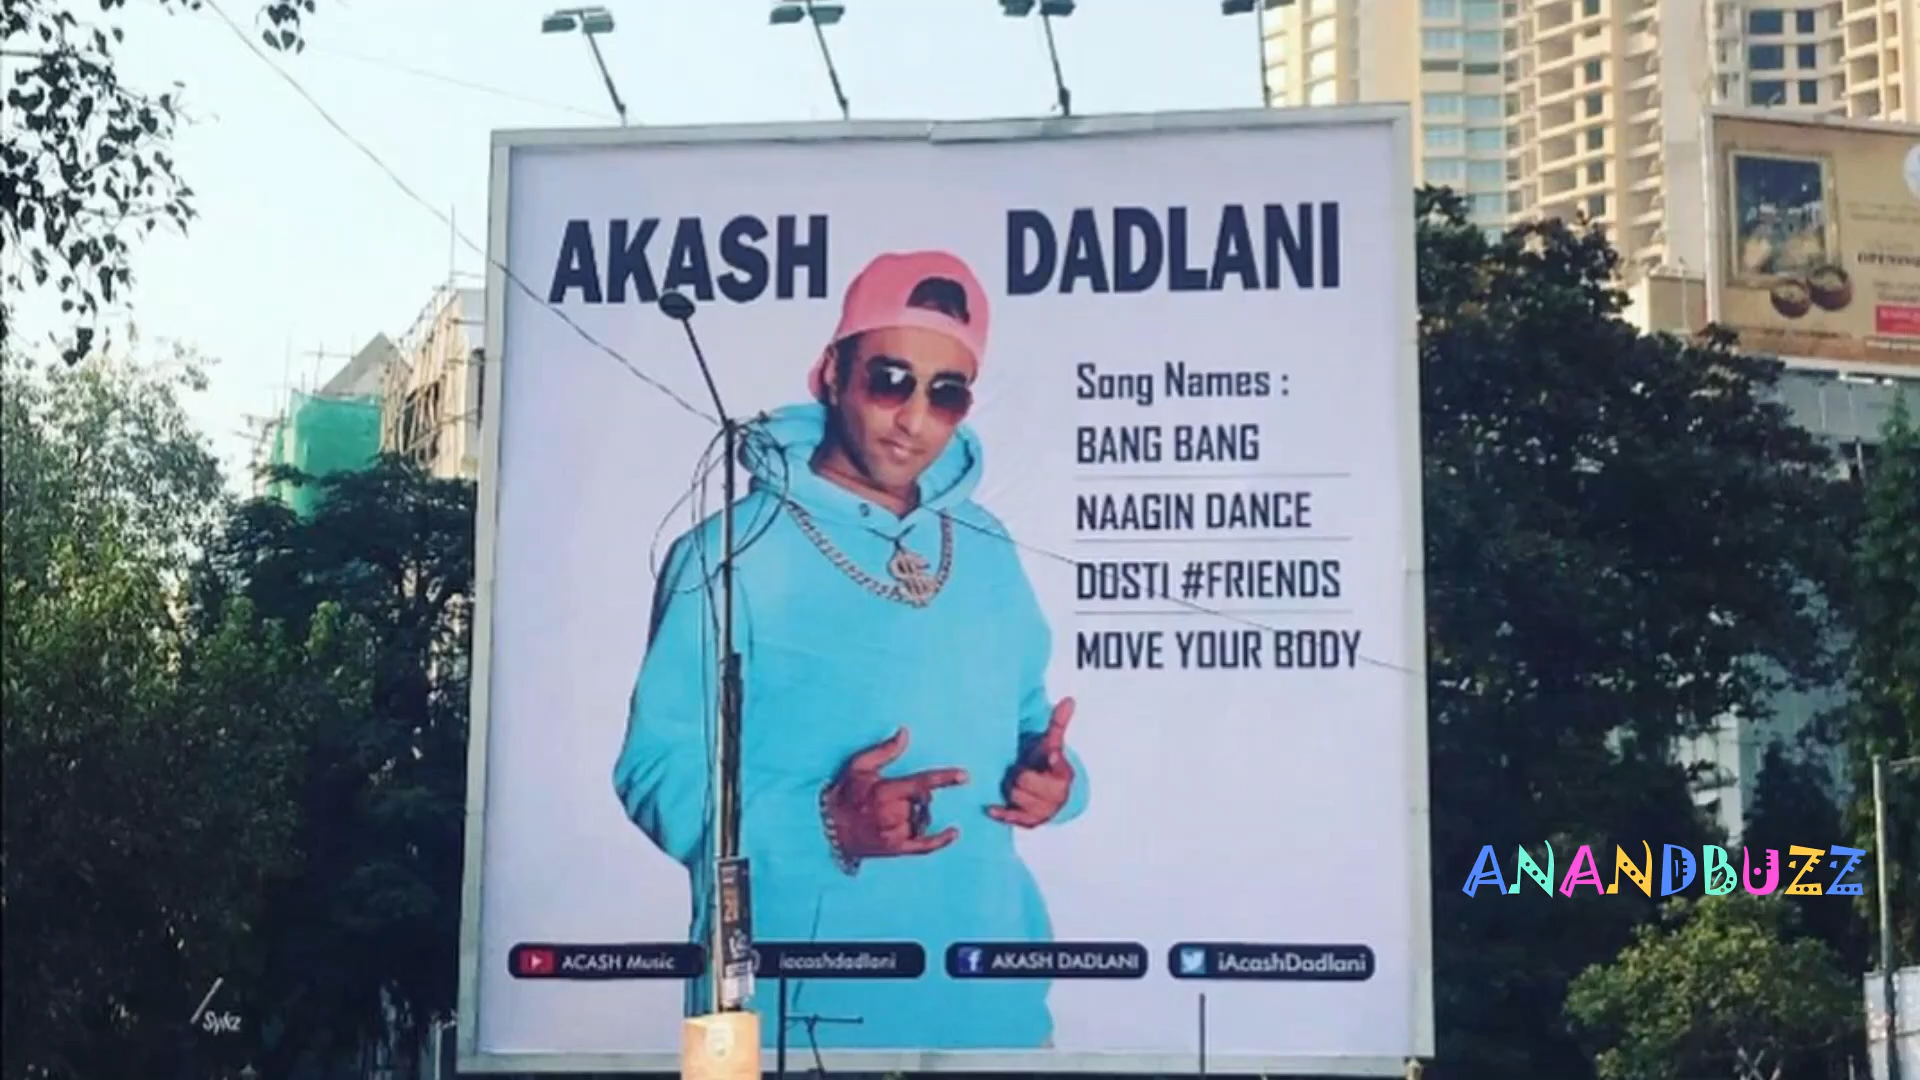 AKASH DADLANI
Song Names :
BANG BANG
NAAGIN DANCE
DOSTI #FRIENDS
MOVE YOUR BODY
ACASH Music
iacashdadlani
AKASH DADLANI
iAcashDadlani
ANANDBUZZ
OPENING